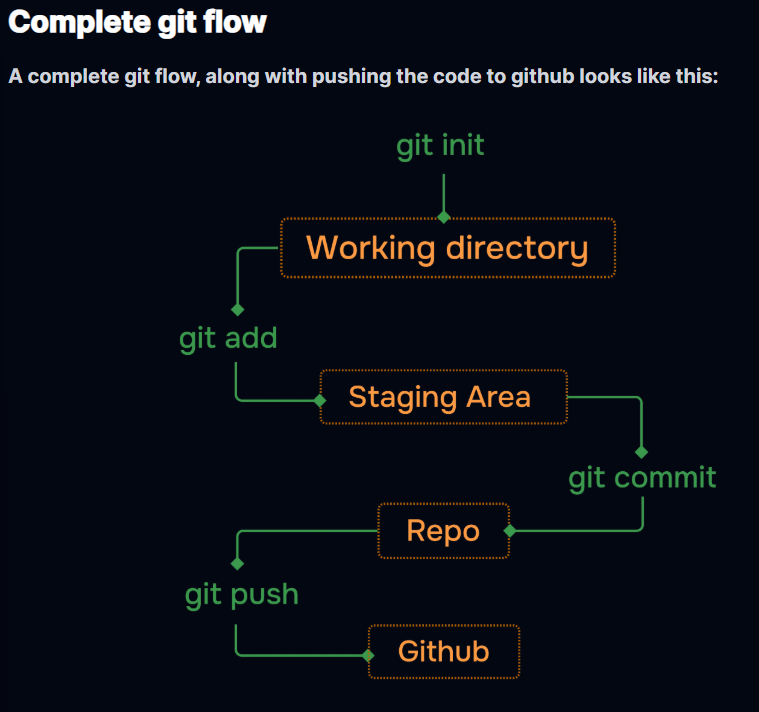 Complete git flow
A complete git flow, along with pushing the code to github looks like this:
git init
Working directory
git add
Staging Area
git commit
Repo
git push
Github